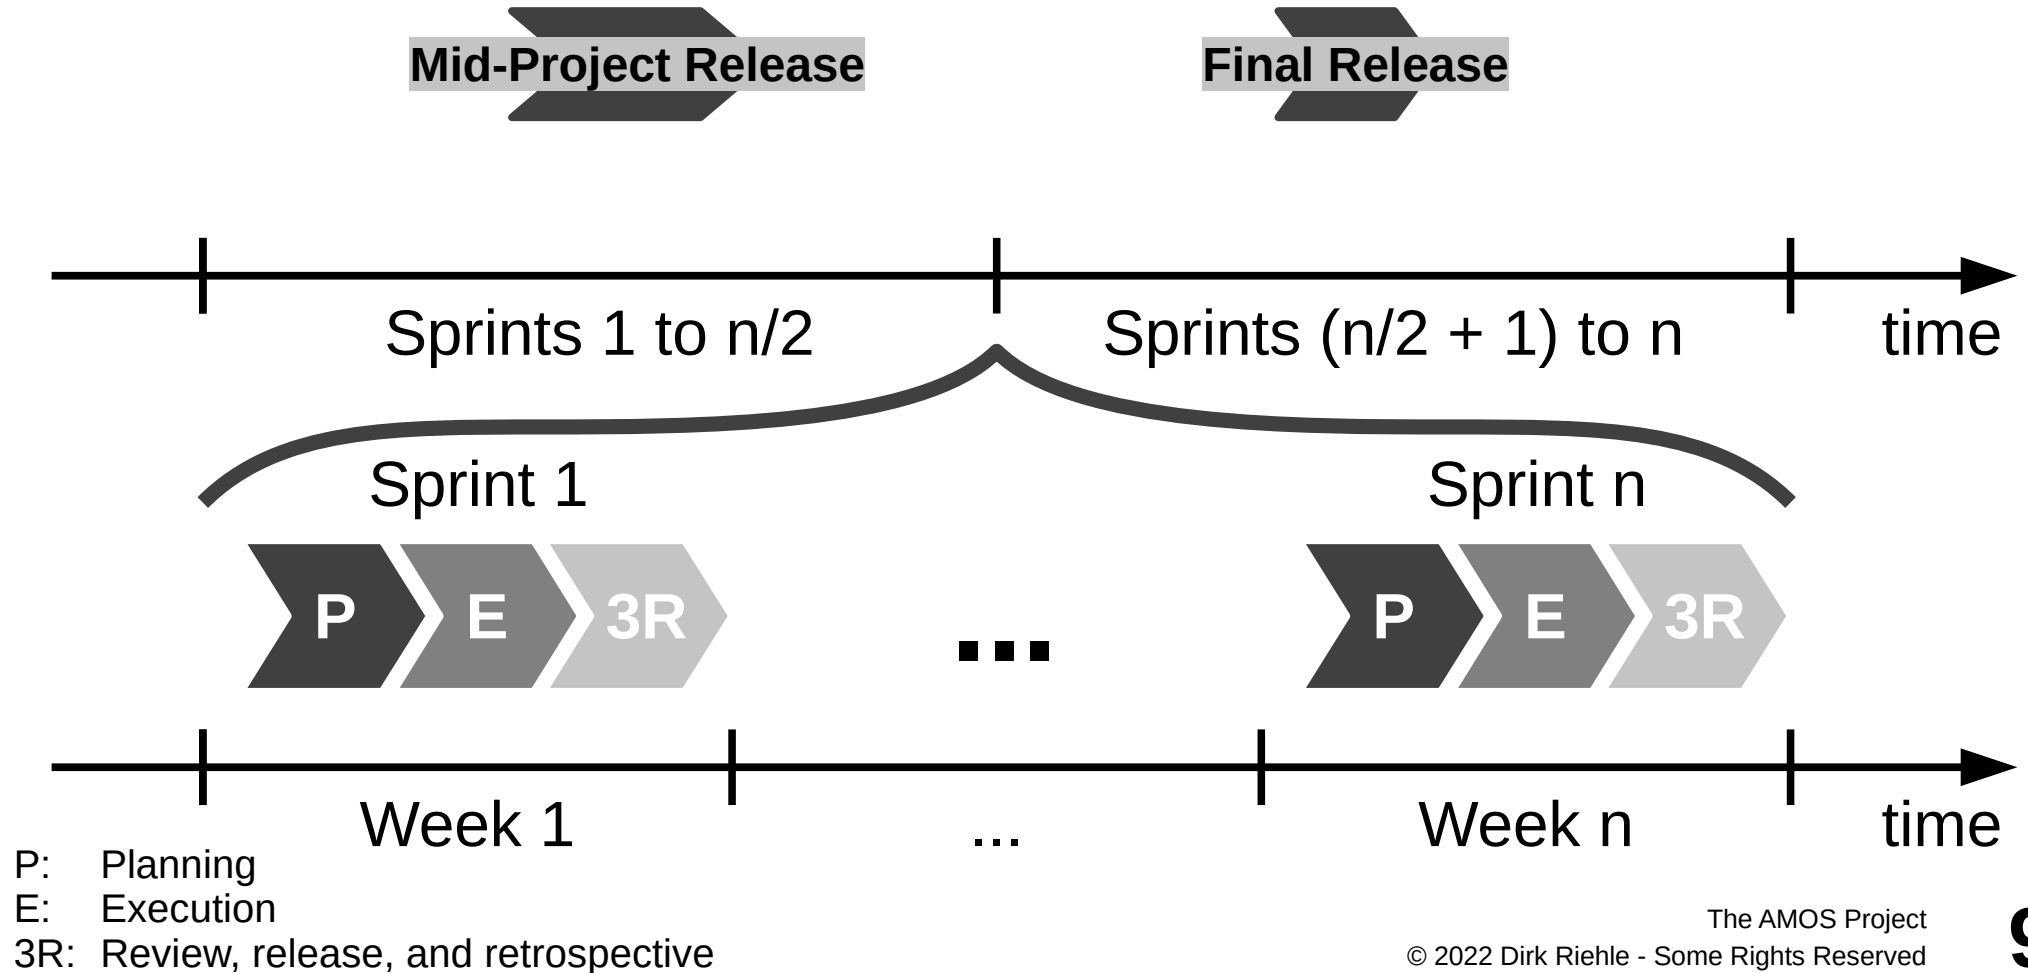 Mid-Project Release
Final Release
Sprints 1 to n/2
Sprints (n/2 + 1) to n
time
Sprint 1
Sprint n
P
E
3R
...
P
E
3R
Week 1
...
Week n
time
P: Planning
E: Execution
3R: Review, release, and retrospective
The AMOS Project
© 2022 Dirk Riehle - Some Rights Reserved